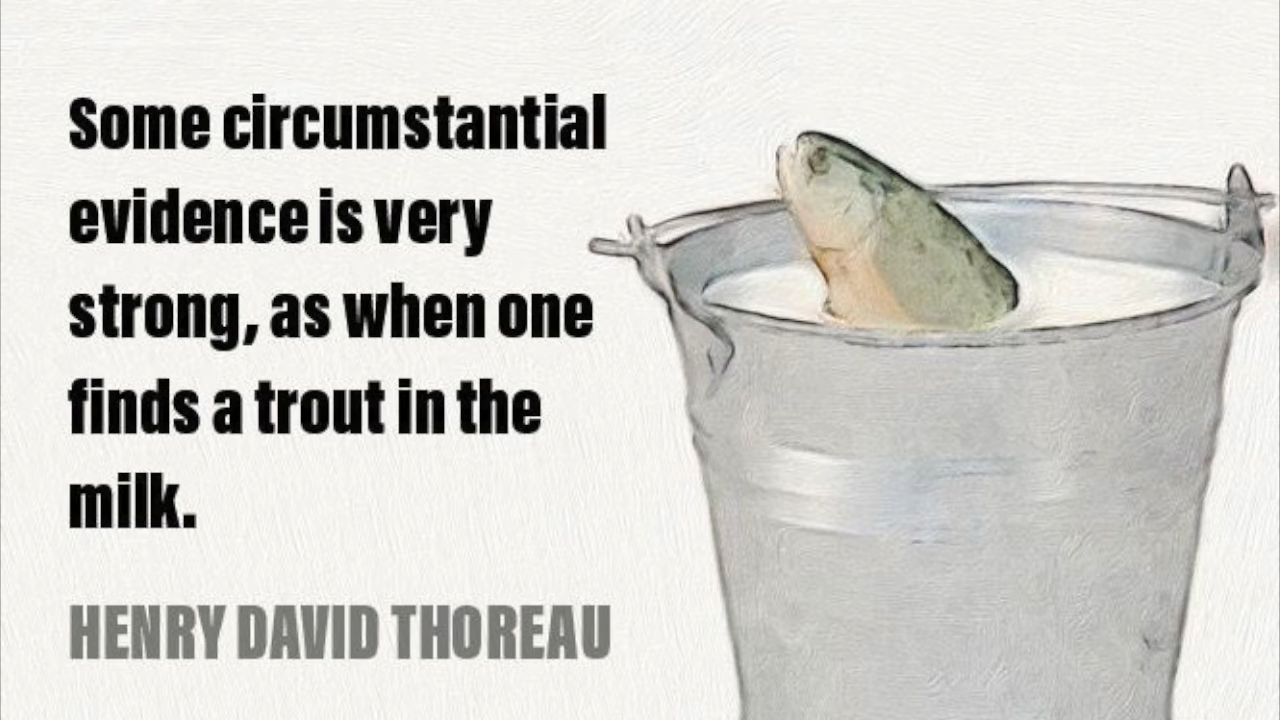 Some circumstantial
evidence is very
strong, as when one
finds a trout in the
milk.
HENRY DAVID THOREAU